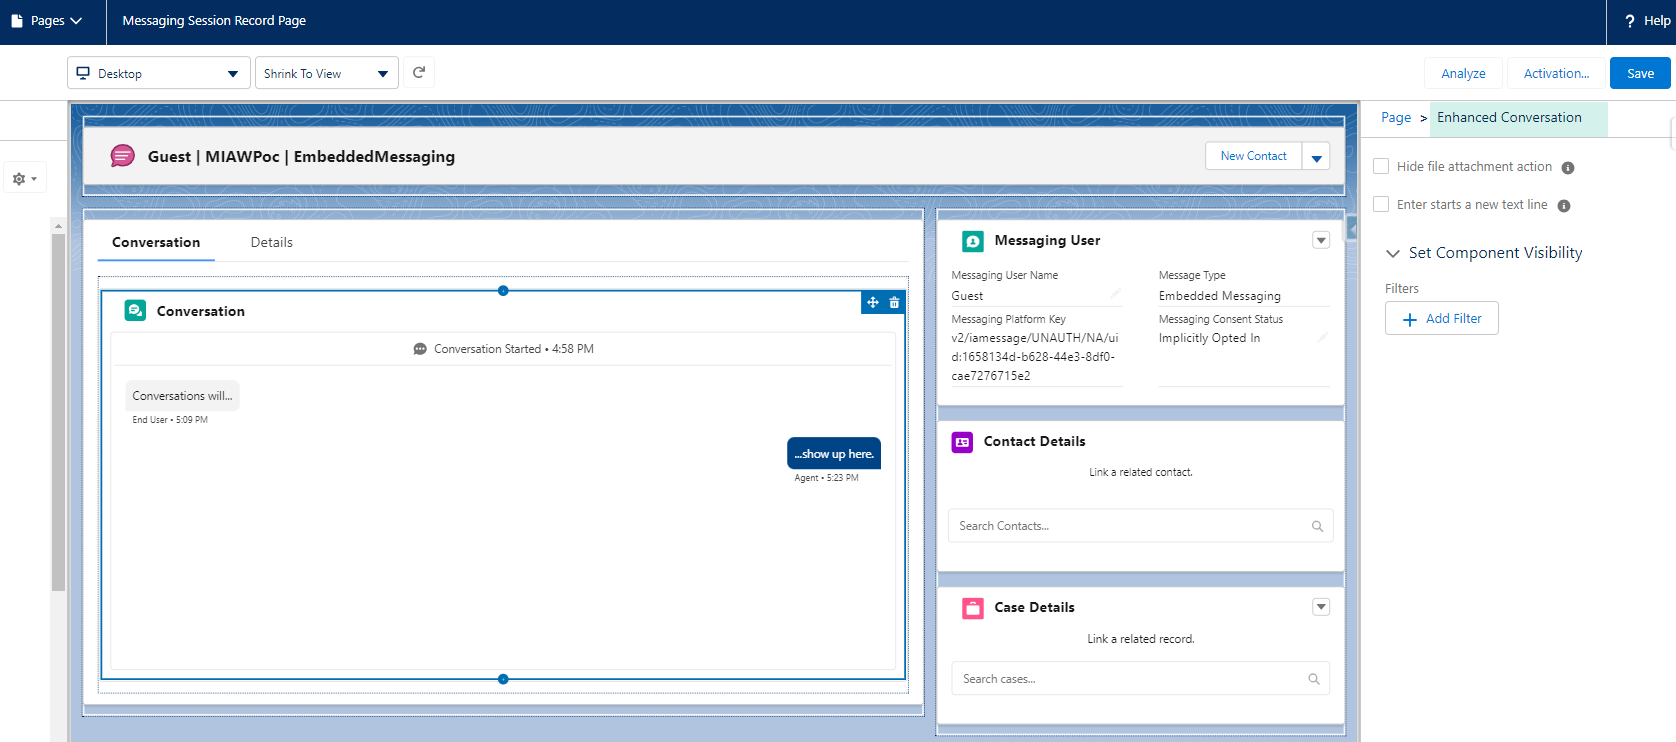 Pages
Messaging Session Record Page
? Help
Desktop
Shrink To View
Analyze
Activation...
Save
Page > Enhanced Conversation
Guest | MIAWPoc | EmbeddedMessaging
New Contact
Hide file attachment action
Enter starts a new text line
Set Component Visibility
Filters
Add Filter
Conversation
Details
Conversation
Conversation Started • 4:58 PM
Conversations will...
End User • 5:09 PM
...show up here.
Agent • 5:23 PM
Messaging User
Messaging User Name
Guest
Message Type
Embedded Messaging
Messaging Platform Key
v2/iamessage/UNAUTH/NA/ui
d:1658134d-b628-44e3-8df0-
cae7276715e2
Messaging Consent Status
Implicitly Opted In
Contact Details
Link a related contact.
Search Contacts...
Case Details
Link a related record.
Search cases...